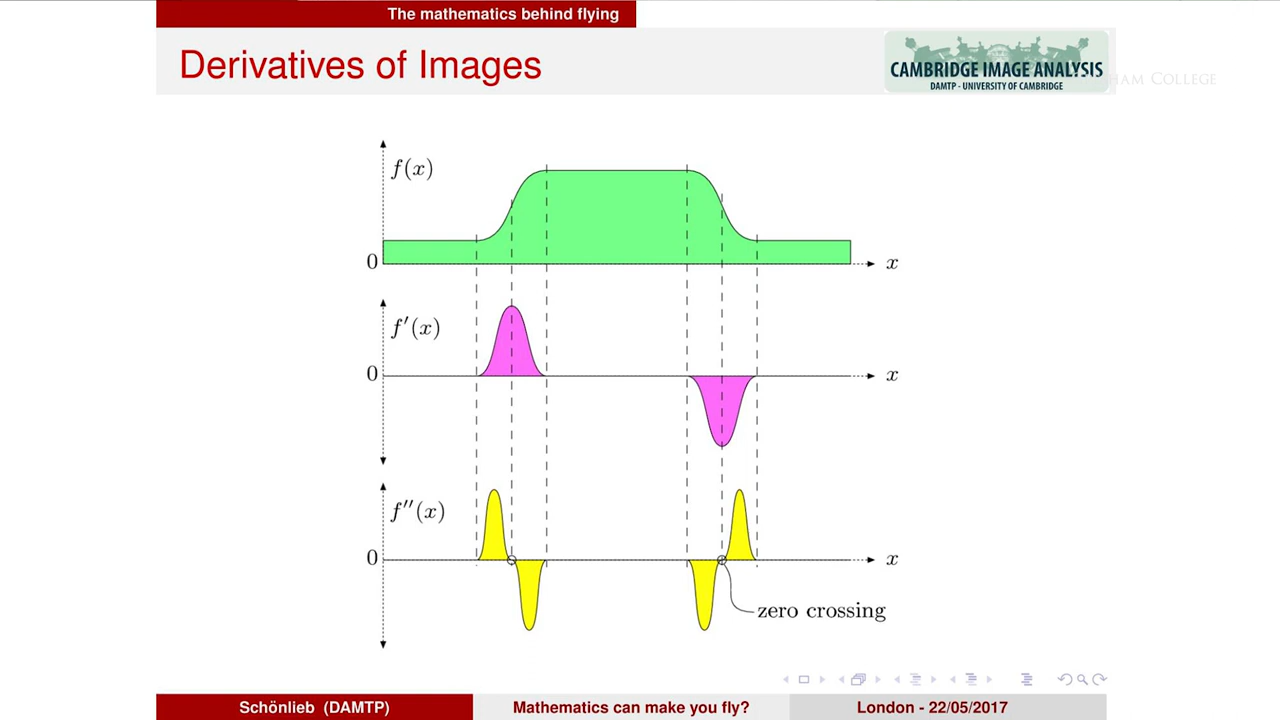 The mathematics behind flying
Derivatives of Images
CAMBRIDGE IMAGE ANALYSIS
DAMTP - UNIVERSITY OF CAMBRIDGE
COLLEGE
f(x)
0
x
f′(x)
0
x
f′′(x)
0
x
zero crossing
Schönlieb (DAMTP)
Mathematics can make you fly?
London - 22/05/2017